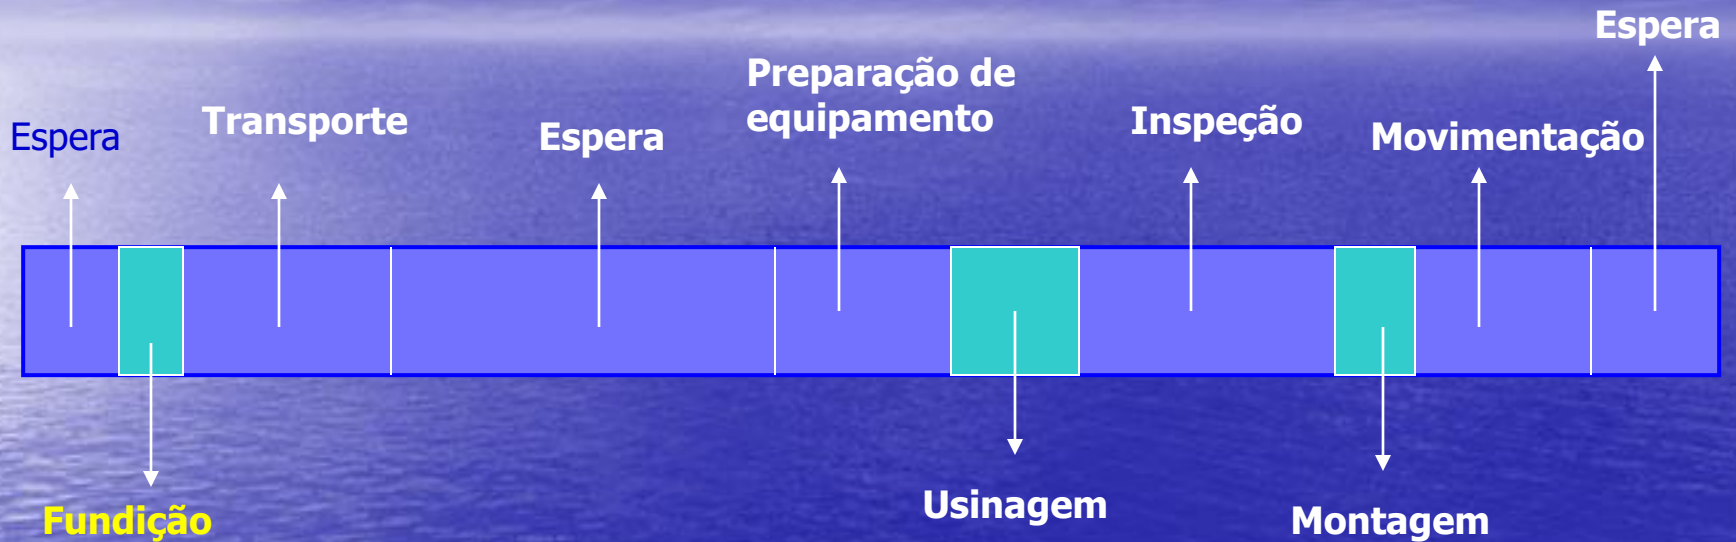 Espera
Transporte
Espera
Preparação de
equipamento
Inspeção
Movimentação
Espera
Fundição
Usinagem
Montagem